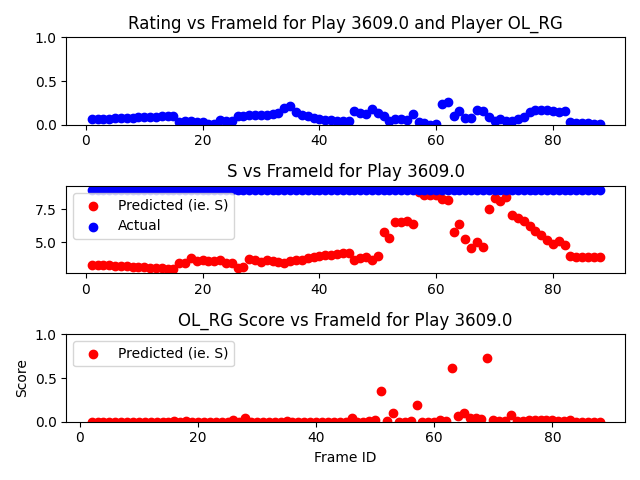 Rating vs FrameId for Play 3609.0 and Player OL_RG
1.0
0.5
0.0
0 20 40 60 80
S vs FrameId for Play 3609.0
7.5
5.0
Predicted (ie. S)
Actual
0 20 40 60 80
OL_RG Score vs FrameId for Play 3609.0
1.0
0.5
0.0
Score
Predicted (ie. S)
0 20 40 60 80
Frame ID